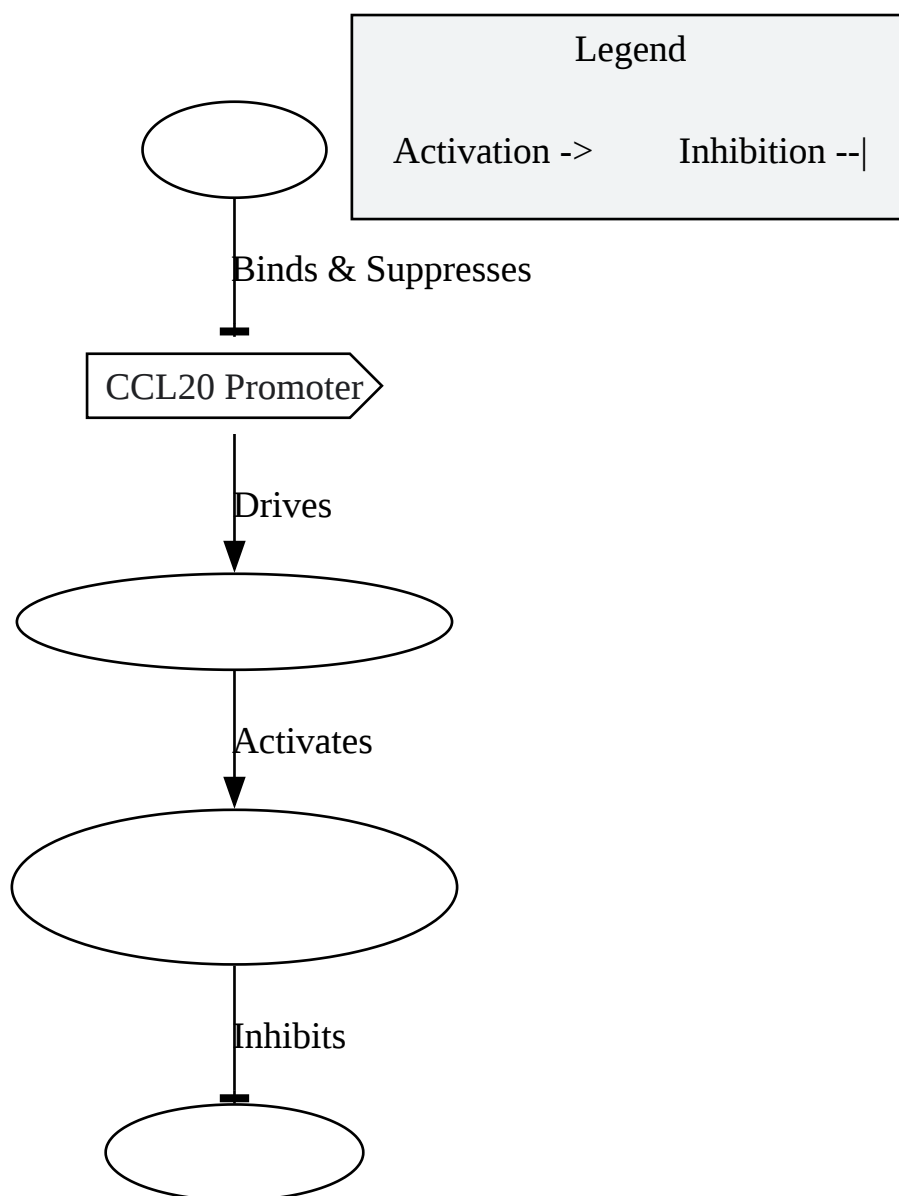 Legend
Activation -> Inhibition --|
Binds & Suppresses
CCL20 Promoter
Drives
Activates
Inhibits